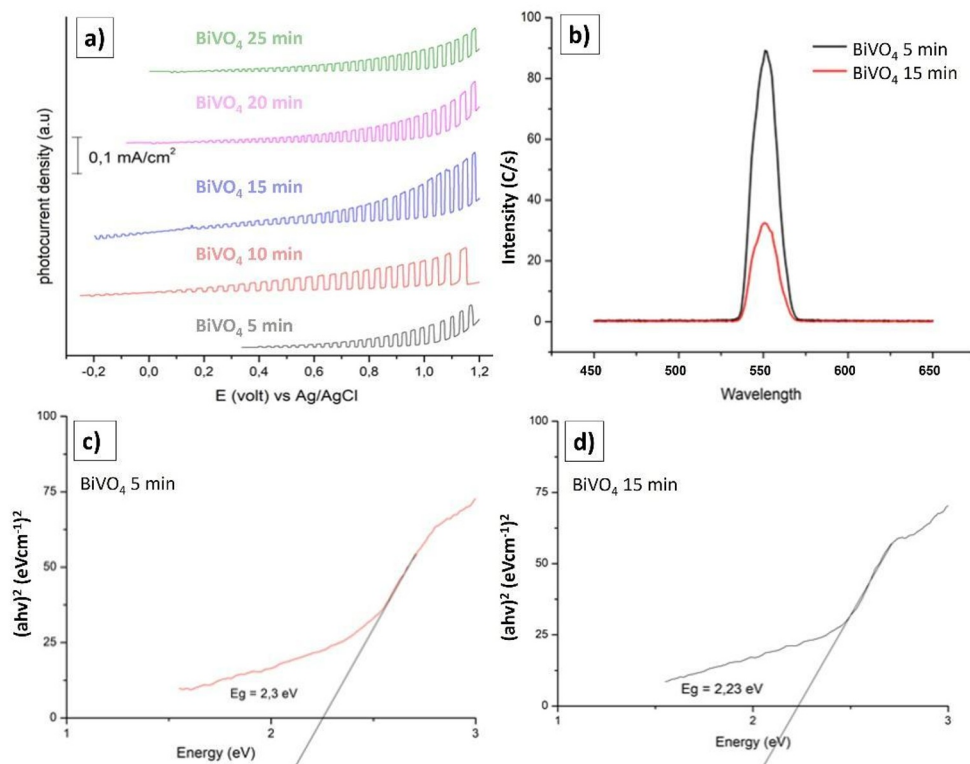 a)
BiVO₄ 25 min
BiVO₄ 20 min
0,1 mA/cm²
BiVO₄ 15 min
BiVO₄ 10 min
BiVO₄ 5 min
photocurrent density (a.u)
-0,2 0,0 0,2 0,4 0,6 0,8 1,0 1,2
E (volt) vs Ag/AgCl
b)
BiVO₄ 5 min
BiVO₄ 15 min
Intensity (C/s)
100
80
60
40
20
0
450 500 550 600 650
Wavelength
c)
BiVO₄ 5 min
(ahv)² (eVcm⁻¹)²
100
75
50
25
0
Eg = 2,3 eV
1 2 3
Energy (eV)
d)
BiVO₄ 15 min
(ahv)² (eVcm⁻¹)²
100
75
50
25
0
Eg = 2,23 eV
1 2 3
Energy (eV)